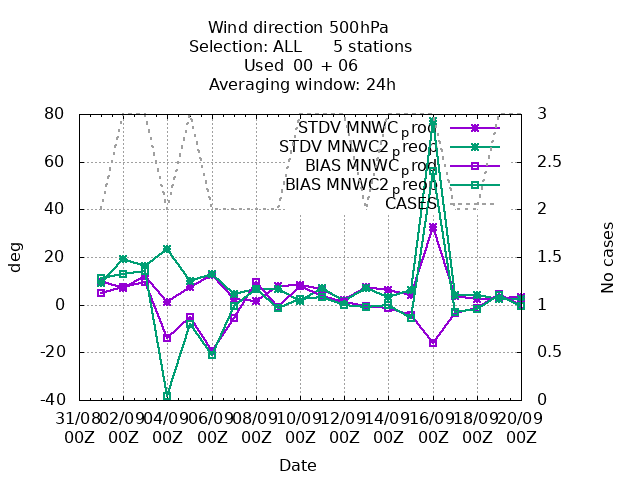 Wind direction 500hPa
Selection: ALL 5 stations
Used 00 + 06
Averaging window: 24h
80
60
40
20
0
-20
-40
deg
3
2.5
2
1.5
1
0.5
0
No cases
STDV MNWC_prod
STDV MNWC2_preop
BIAS MNWC_prod
BIAS MNWC2_preop
CASES
31/08 02/09 04/09 06/09 08/09 10/09 12/09 14/09 16/09 18/09 20/09
00Z 00Z 00Z 00Z 00Z 00Z 00Z 00Z 00Z 00Z 00Z
Date